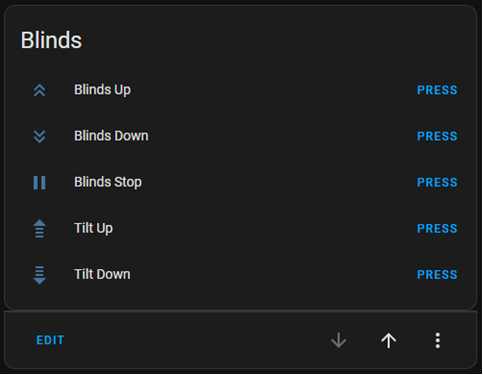 Blinds
Blinds Up PRESS
Blinds Down PRESS
Blinds Stop PRESS
Tilt Up PRESS
Tilt Down PRESS
EDIT